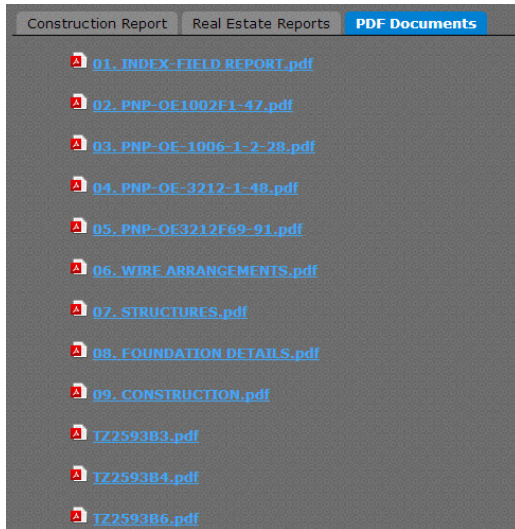 Construction Report Real Estate Reports PDF Documents
01. INDEX-FIELD REPORT.pdf
02. PNP-OE1002F1-47.pdf
03. PNP-OE-1006-1-2-28.pdf
04. PNP-OE-3212-1-48.pdf
05. PNP-OE3212F69-91.pdf
06. WIRE ARRANGEMENTS.pdf
07. STRUCTURES.pdf
08. FOUNDATION DETAILS.pdf
09. CONSTRUCTION.pdf
TZ2593B3.pdf
TZ2593B4.pdf
TZ2593B6.pdf